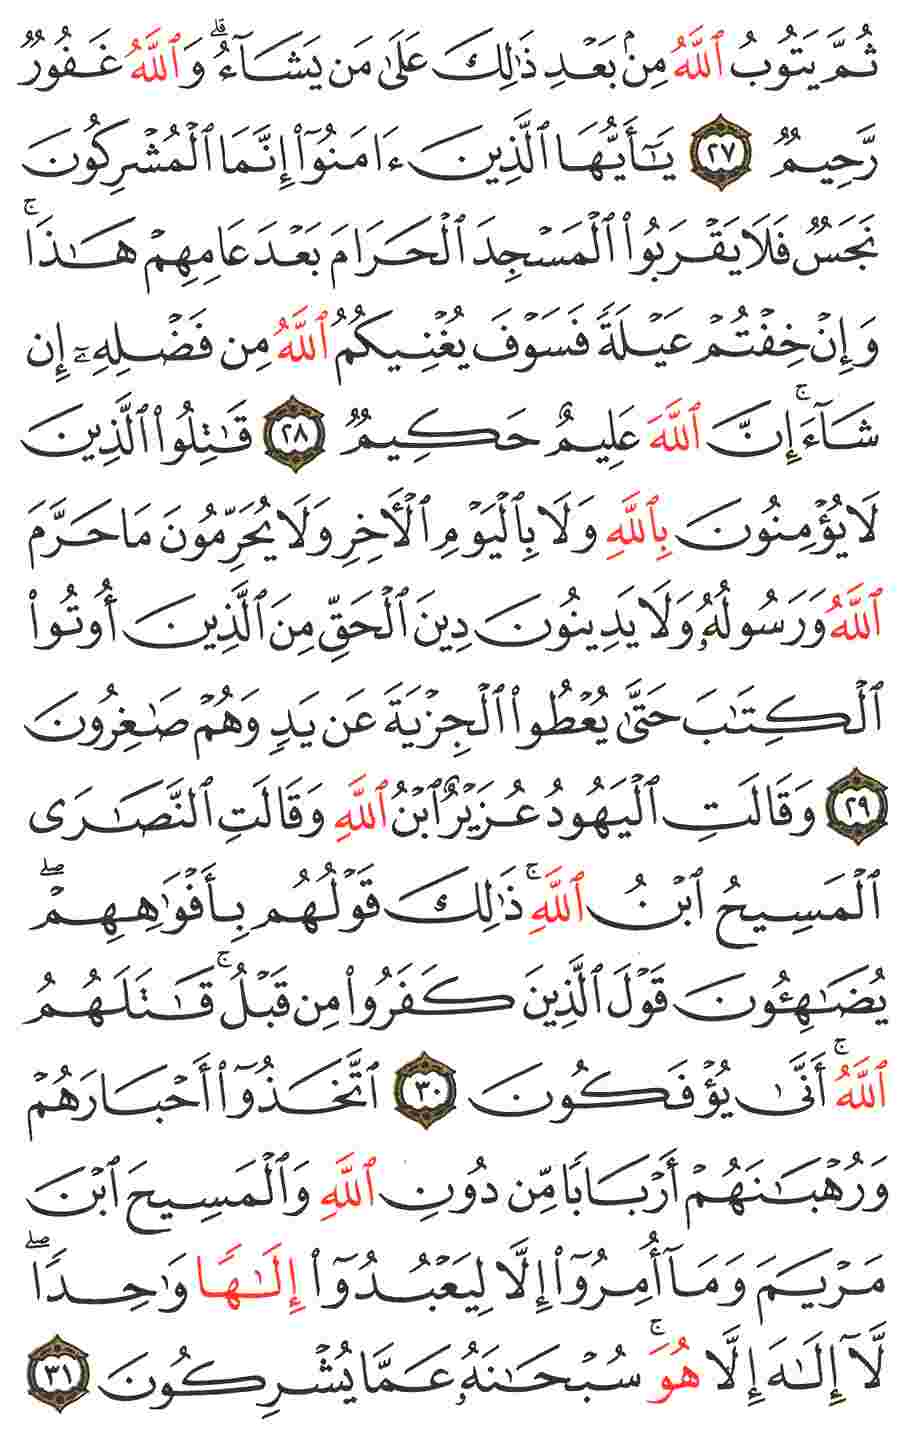 ثُمَّ يَتُوبُ ٱللَّهُ مِنۢ بَعْدِ ذَٰلِكَ عَلَىٰ مَن يَشَآءُ ۗ وَٱللَّهُ غَفُورٌ
رَّحِيمٌ ٢٧ يَٰٓأَيُّهَا ٱلَّذِينَ ءَامَنُوٓا۟ إِنَّمَا ٱلْمُشْرِكُونَ
نَجَسٌ فَلَا يَقْرَبُوا۟ ٱلْمَسْجِدَ ٱلْحَرَامَ بَعْدَ عَامِهِمْ هَٰذَا ۚ
وَإِنْ خِفْتُمْ عَيْلَةً فَسَوْفَ يُغْنِيكُمُ ٱللَّهُ مِن فَضْلِهِۦٓ إِن
شَآءَ ۚ إِنَّ ٱللَّهَ عَلِيمٌ حَكِيمٌ ٢٨ قَٰتِلُوا۟ ٱلَّذِينَ
لَا يُؤْمِنُونَ بِٱللَّهِ وَلَا بِٱلْيَوْمِ ٱلْءَاخِرِ وَلَا يُحَرِّمُونَ مَا حَرَّمَ
ٱللَّهُ وَرَسُولُهُۥ وَلَا يَدِينُونَ دِينَ ٱلْحَقِّ مِنَ ٱلَّذِينَ أُوتُوا۟
ٱلْكِتَٰبَ حَتَّىٰ يُعْطُوا۟ ٱلْجِزْيَةَ عَن يَدٍ وَهُمْ صَٰغِرُونَ
٢٩ وَقَالَتِ ٱلْيَهُودُ عُزَيْرٌ ٱبْنُ ٱللَّهِ وَقَالَتِ ٱلنَّصَٰرَى
ٱلْمَسِيحُ ٱبْنُ ٱللَّهِ ۚ ذَٰلِكَ قَوْلُهُم بِأَفْوَٰهِهِمْ ۖ
يُضَٰهِـُٔونَ قَوْلَ ٱلَّذِينَ كَفَرُوا۟ مِن قَبْلُ ۚ قَٰتَلَهُمُ
ٱللَّهُ ۚ أَنَّىٰ يُؤْفَكُونَ ٣٠ ٱتَّخَذُوٓا۟ أَحْبَارَهُمْ
وَرُهْبَٰنَهُمْ أَرْبَابًا مِّن دُونِ ٱللَّهِ وَٱلْمَسِيحَ ٱبْنَ
مَرْيَمَ وَمَآ أُمِرُوٓا۟ إِلَّا لِيَعْبُدُوٓا۟ إِلَٰهًا وَٰحِدًا ۖ
لَّآ إِلَٰهَ إِلَّا هُوَ ۚ سُبْحَٰنَهُۥ عَمَّا يُشْرِكُونَ ٣١